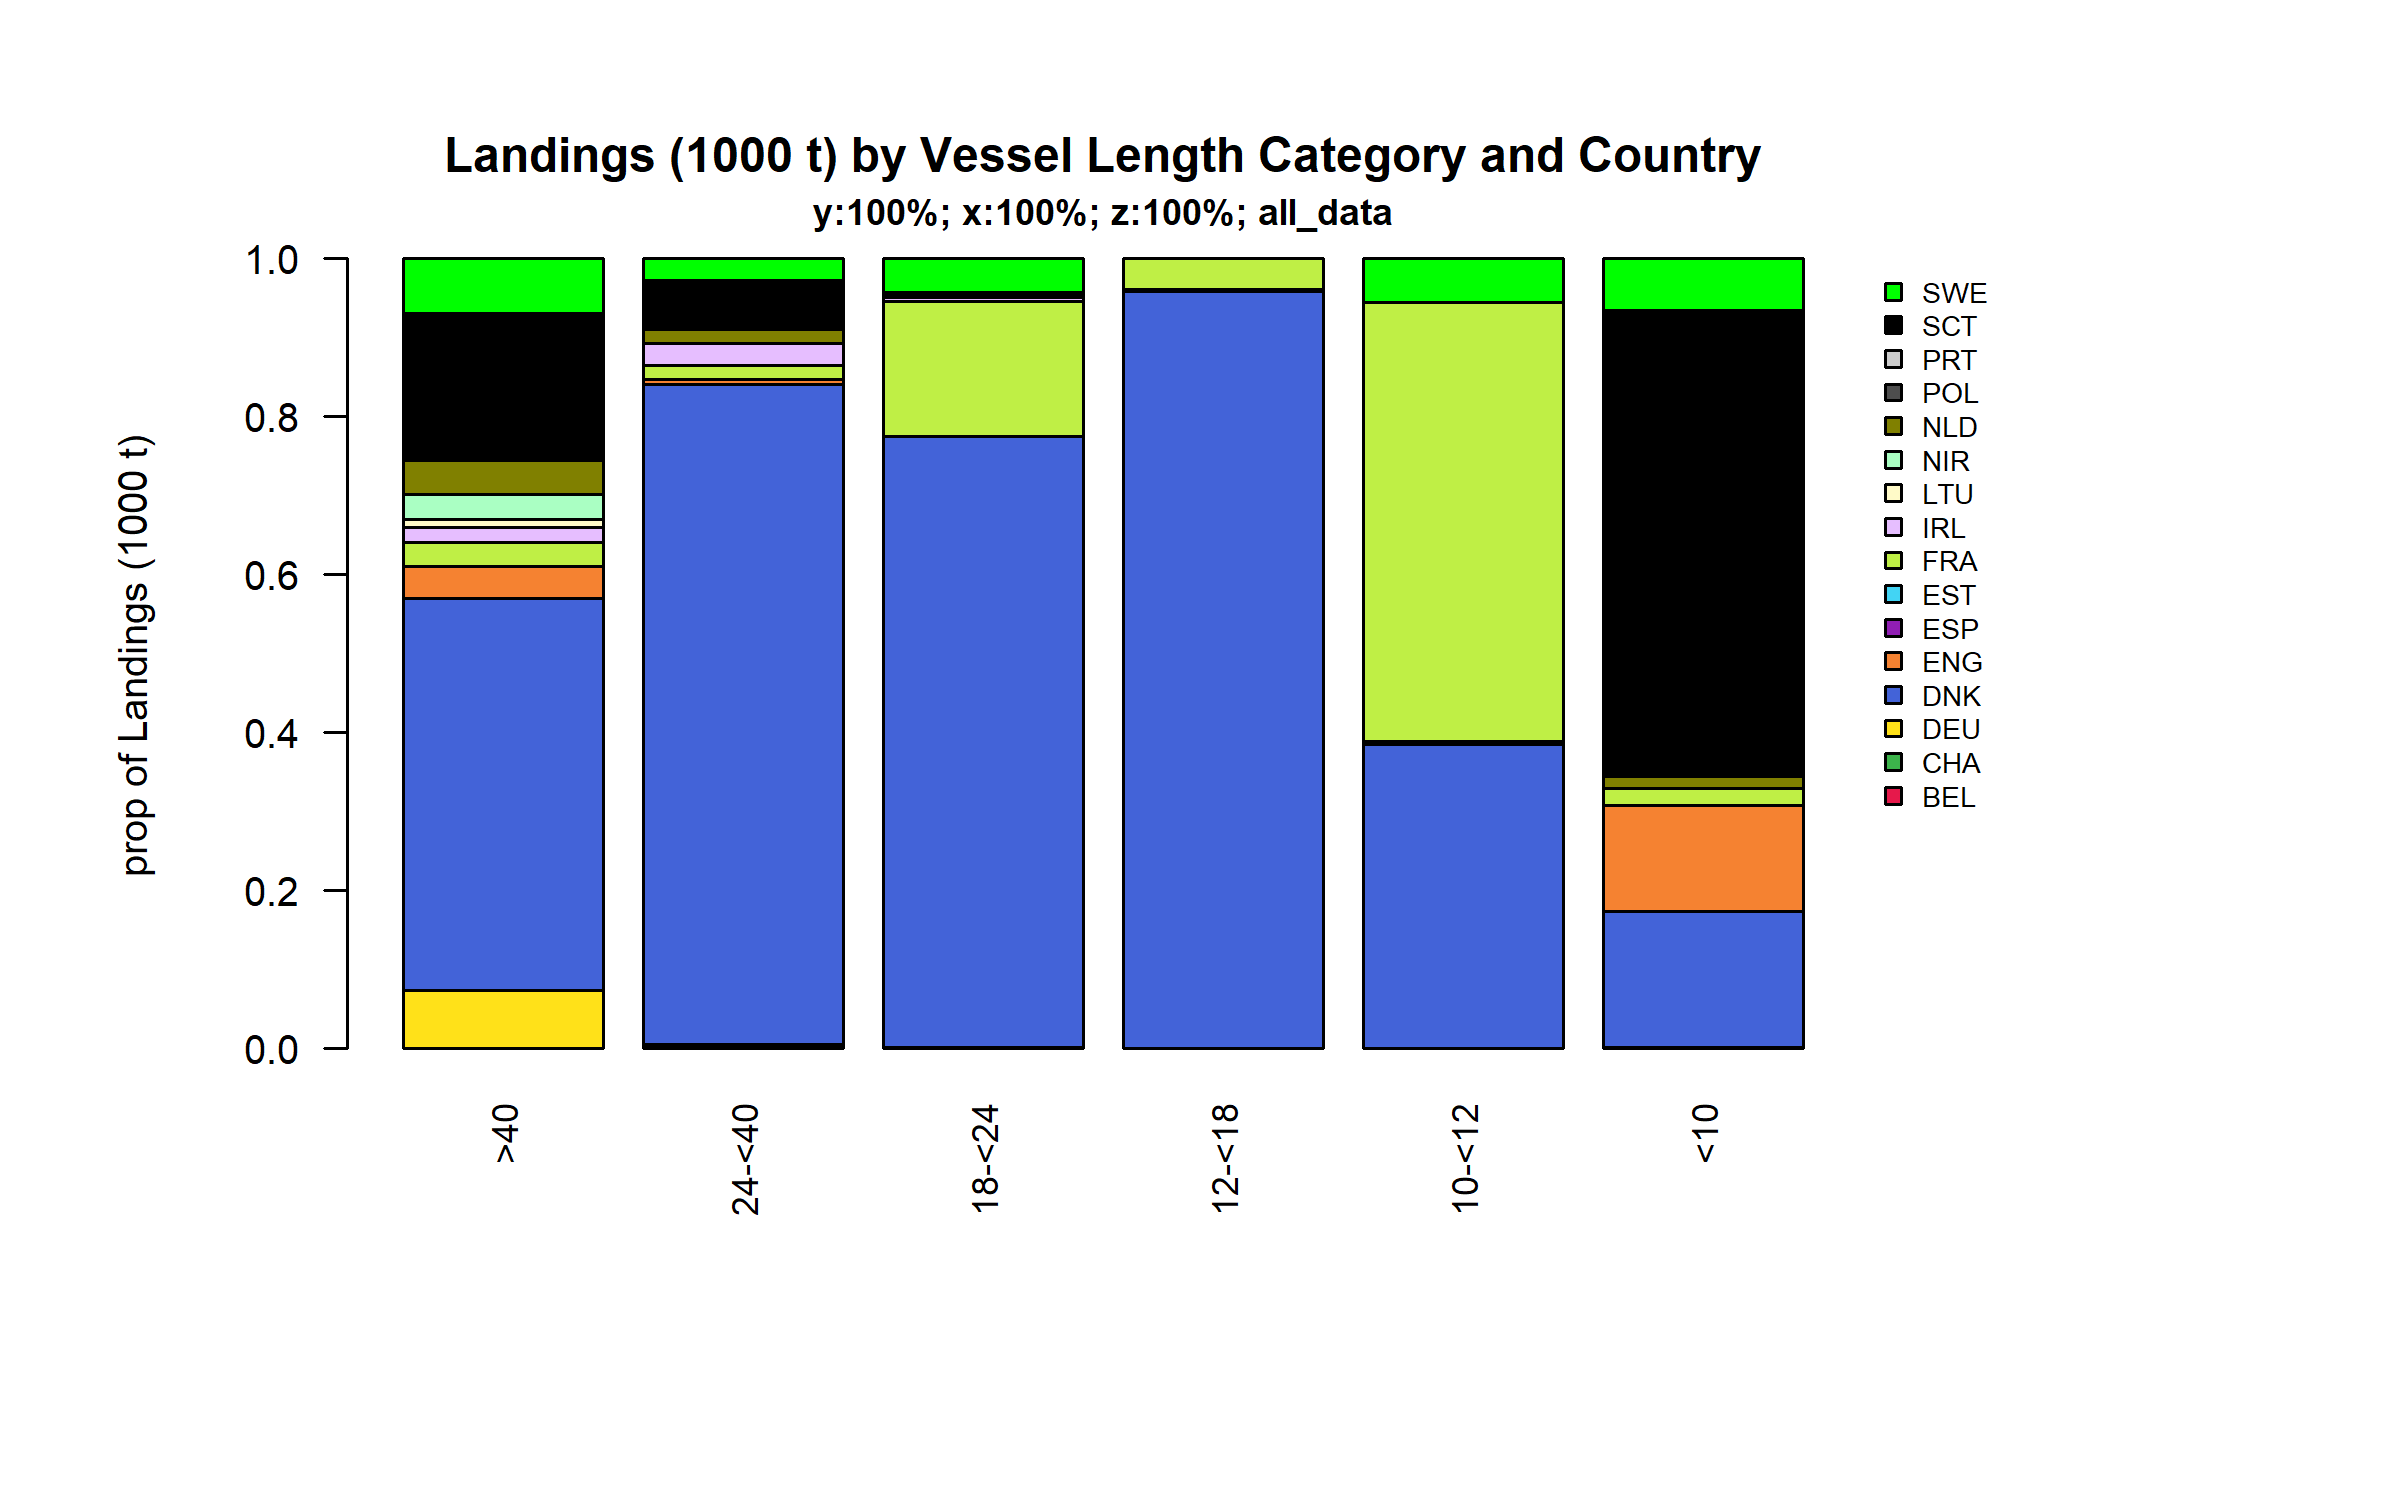 Landings (1000 t) by Vessel Length Category and Country
y:100%; x:100%; z:100%; all_data
prop of Landings (1000 t)
1.0
0.8
0.6
0.4
0.2
0.0
>40
24-<40
18-<24
12-<18
10-<12
<10
SWE
SCT
PRT
POL
NLD
NIR
LTU
IRL
FRA
EST
ESP
ENG
DNK
DEU
CHA
BEL